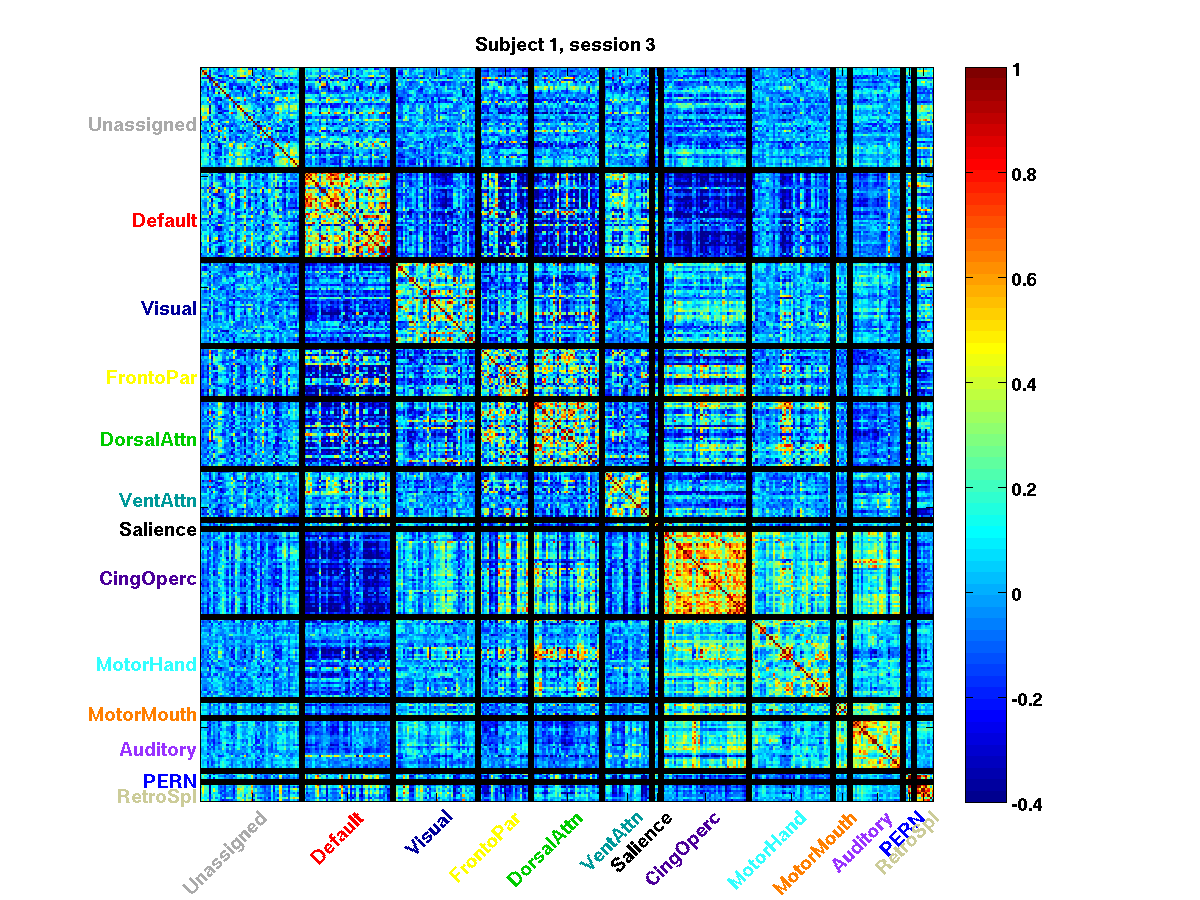 Subject 1, session 3
Unassigned
Default
Visual
FrontoPar
DorsalAttn
VentAttn
Salience
CingOperc
MotorHand
MotorMouth
Auditory
PERN
RetroSpl
Unassigned
Default
Visual
FrontoPar
DorsalAttn
VentAttn
Salience
CingOperc
MotorHand
MotorMouth
Auditory
PERN
RetroSpl
1
0.8
0.6
0.4
0.2
0
-0.2
-0.4